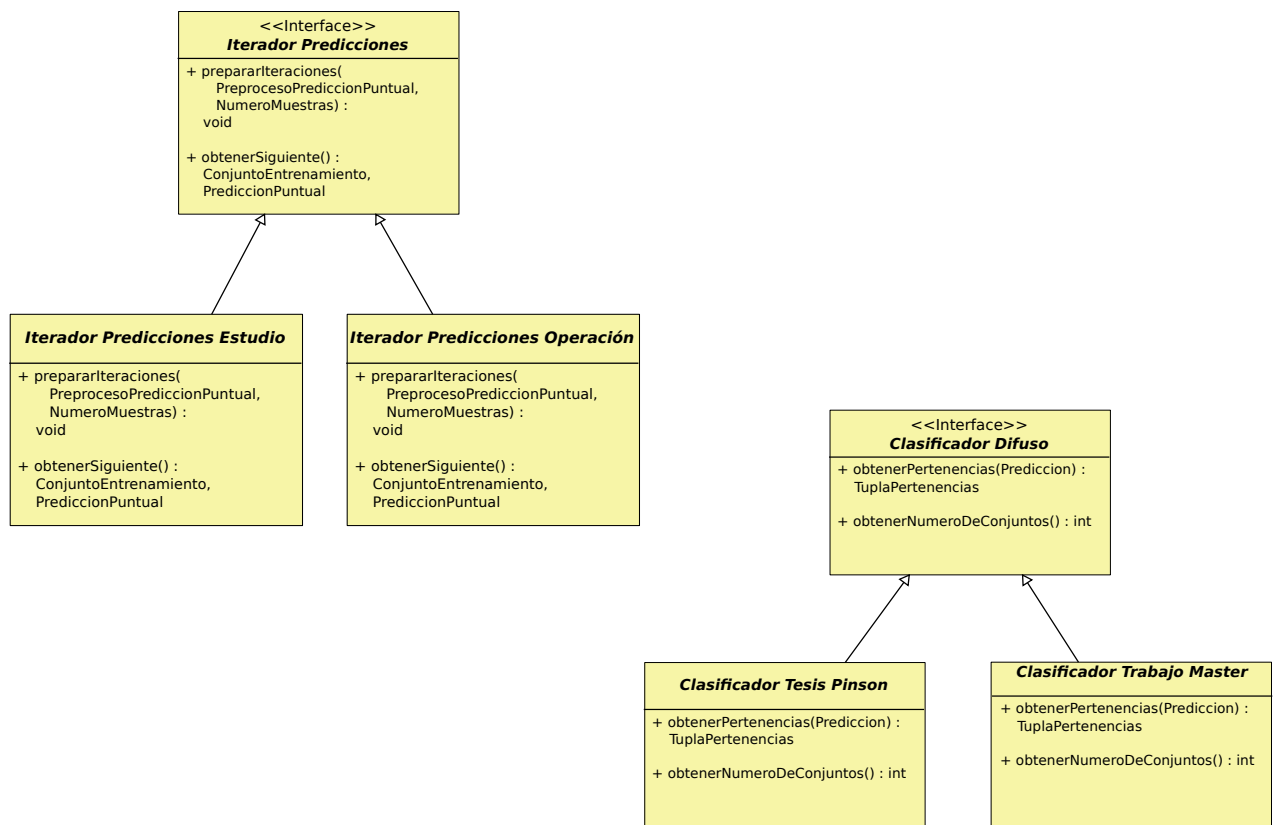 <<Interface>>
Iterador Predicciones
+ prepararIteraciones(
PreprocesoPrediccionPuntual,
NumeroMuestras) :
void
+ obtenerSiguiente() :
ConjuntoEntrenamiento,
PrediccionPuntual
Iterador Predicciones Estudio
+ prepararIteraciones(
PreprocesoPrediccionPuntual,
NumeroMuestras) :
void
+ obtenerSiguiente() :
ConjuntoEntrenamiento,
PrediccionPuntual
Iterador Predicciones Operación
+ prepararIteraciones(
PreprocesoPrediccionPuntual,
NumeroMuestras) :
void
+ obtenerSiguiente() :
ConjuntoEntrenamiento,
PrediccionPuntual
<<Interface>>
Clasificador Difuso
+ obtenerPertenencias(Prediccion) :
TuplaPertenencias
+ obtenerNumeroDeConjuntos() : int
Clasificador Tesis Pinson
+ obtenerPertenencias(Prediccion) :
TuplaPertenencias
+ obtenerNumeroDeConjuntos() : int
Clasificador Trabajo Master
+ obtenerPertenencias(Prediccion) :
TuplaPertenencias
+ obtenerNumeroDeConjuntos() : int